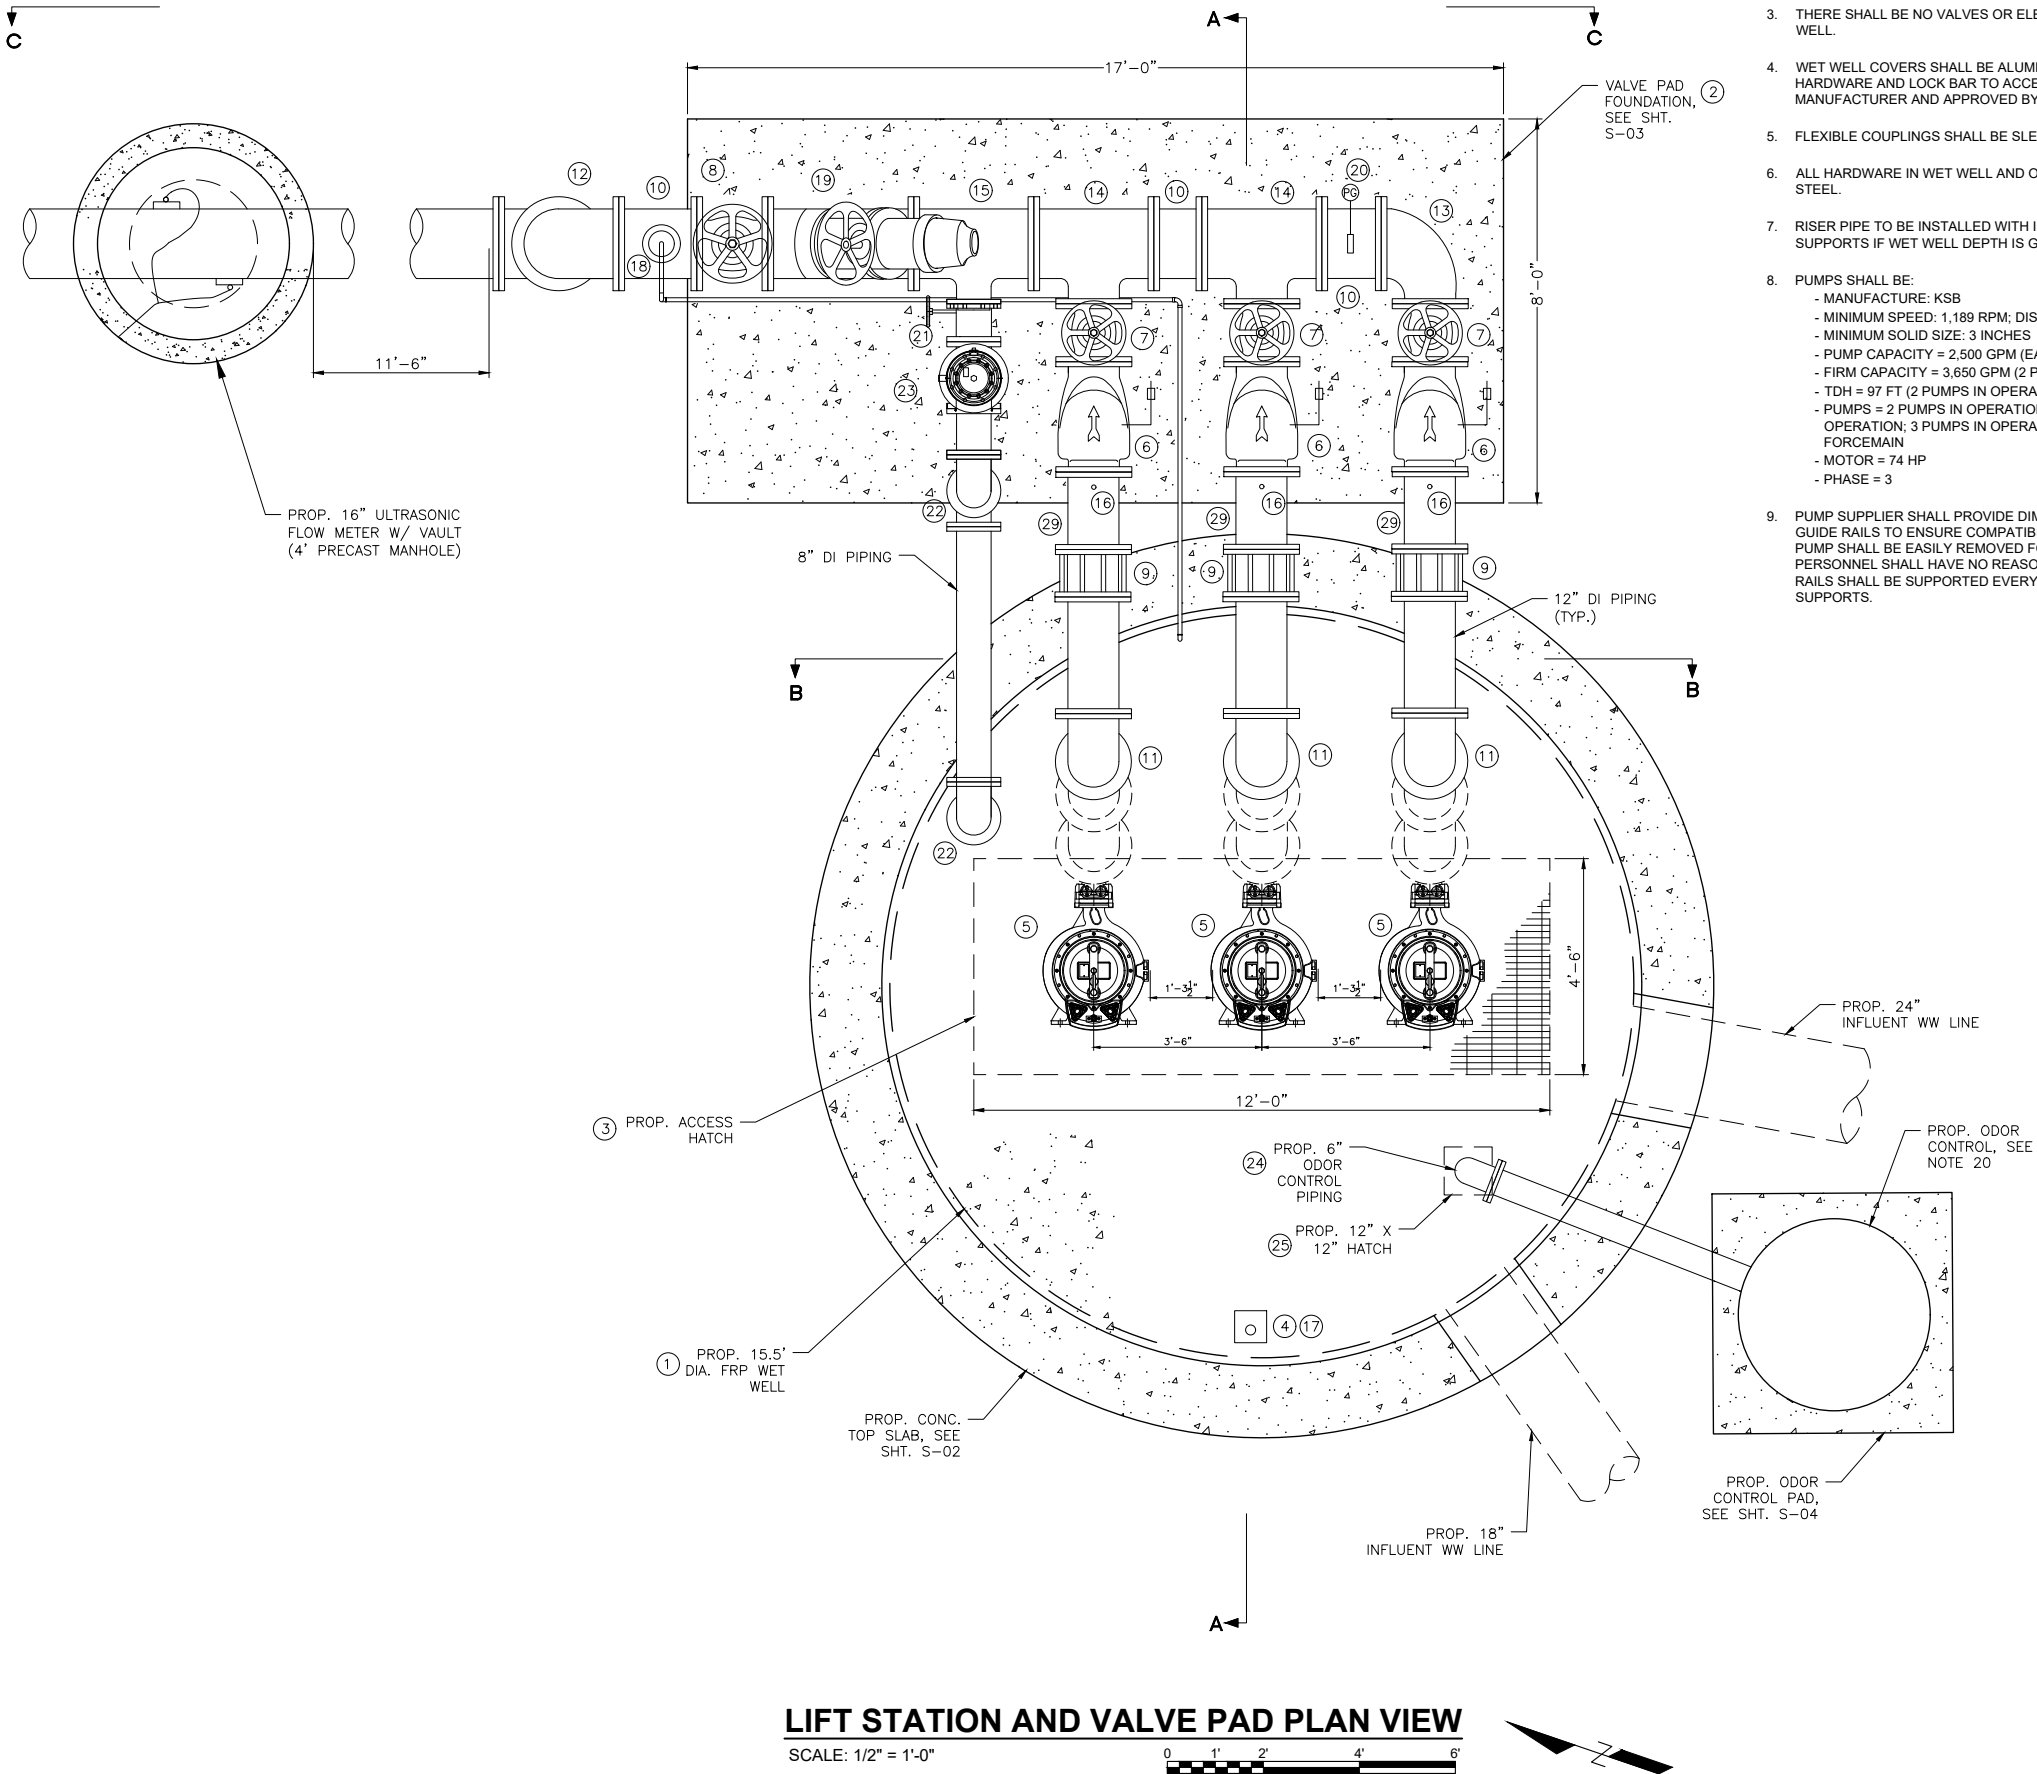 C
A
C
17'-0"
VALVE PAD
FOUNDATION,
SEE SHT.
S-03
2
12
10
8
19
15
14
10
14
20
PG
13
18
8'-0"
10
21
7
7
7
11'-6"
23
6
6
6
16
16
16
22
29
29
29
PROP. 16" ULTRASONIC
FLOW METER W/ VAULT
(4' PRECAST MANHOLE)
8" DI PIPING
9
9
9
12" DI PIPING
(TYP.)
B
B
11
11
11
22
5
5
5
1'-3½"
1'-3½"
4'-6"
3'-6"
3'-6"
12'-0"
PROP. 24"
INFLUENT WW LINE
3
PROP. ACCESS
HATCH
24
PROP. 6"
ODOR
CONTROL
PIPING
PROP. ODOR
CONTROL, SEE
NOTE 20
25
PROP. 12" X
12" HATCH
4
17
1
PROP. 15.5'
DIA. FRP WET
WELL
PROP. CONC.
TOP SLAB, SEE
SHT. S-02
PROP. ODOR
CONTROL PAD,
SEE SHT. S-04
PROP. 18"
INFLUENT WW LINE
A
3. THERE SHALL BE NO VALVES OR ELE
WELL.
4. WET WELL COVERS SHALL BE ALUMI
HARDWARE AND LOCK BAR TO ACCE
MANUFACTURER AND APPROVED BY
5. FLEXIBLE COUPLINGS SHALL BE SLE
6. ALL HARDWARE IN WET WELL AND O
STEEL.
7. RISER PIPE TO BE INSTALLED WITH I
SUPPORTS IF WET WELL DEPTH IS G
8. PUMPS SHALL BE:
- MANUFACTURE: KSB
- MINIMUM SPEED: 1,189 RPM; DIS
- MINIMUM SOLID SIZE: 3 INCHES
- PUMP CAPACITY = 2,500 GPM (EA
- FIRM CAPACITY = 3,650 GPM (2 P
- TDH = 97 FT (2 PUMPS IN OPERA
- PUMPS = 2 PUMPS IN OPERATION
OPERATION; 3 PUMPS IN OPERA
FORCEMAIN
- MOTOR = 74 HP
- PHASE = 3
9. PUMP SUPPLIER SHALL PROVIDE DIM
GUIDE RAILS TO ENSURE COMPATIB
PUMP SHALL BE EASILY REMOVED FO
PERSONNEL SHALL HAVE NO REASO
RAILS SHALL BE SUPPORTED EVERY
SUPPORTS.
LIFT STATION AND VALVE PAD PLAN VIEW
SCALE: 1/2" = 1'-0"
0 1' 2' 4' 6'
Z